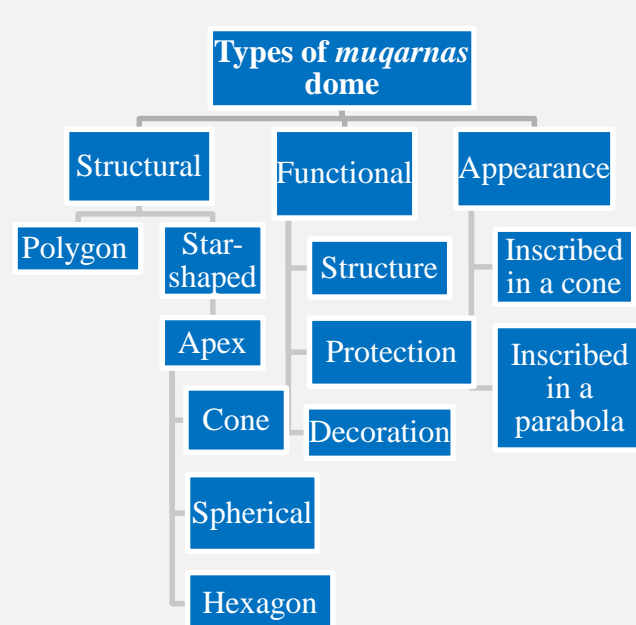 Types of muqarnas
dome
Structural
Functional
Appearance
Polygon
Star-
shaped
Apex
Cone
Spherical
Hexagon
Structure
Protection
Decoration
Inscribed
in a cone
Inscribed
in a
parabola